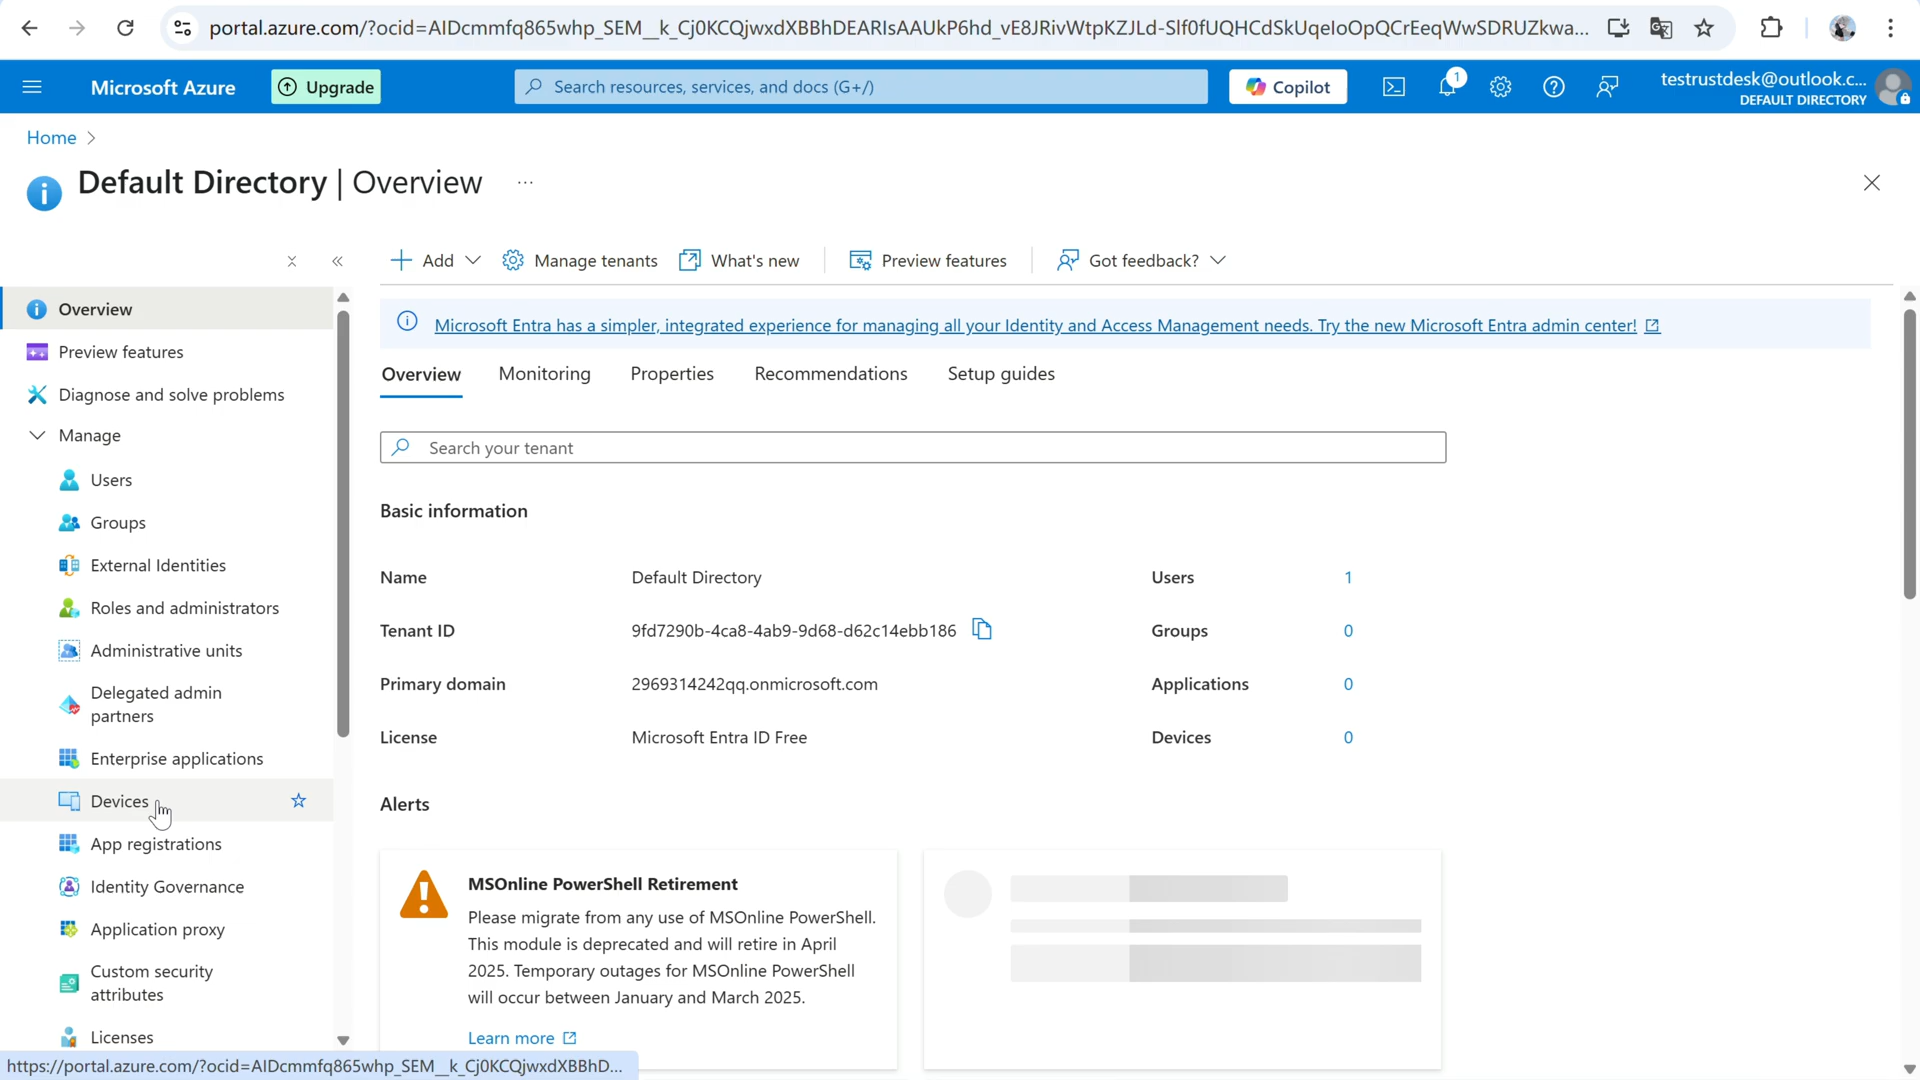 portal.azure.com/?ocid=AIDcmmfq865whp_SEM__k_Cj0KCQjwxdXBBhDEARIsAAUkP6hd_vE8JRivWtpKZJLd-Slf0fUQHCdSkUqeIoOpQCrEeqWwSDRUZkwa...
Microsoft Azure
Upgrade
Search resources, services, and docs (G+/)
Copilot
1
testrustdesk@outlook.c...
DEFAULT DIRECTORY
Home
Default Directory | Overview
...
Add
Manage tenants
What's new
Preview features
Got feedback?
Overview
Preview features
Diagnose and solve problems
Manage
Users
Groups
External Identities
Roles and administrators
Administrative units
Delegated admin
partners
Enterprise applications
Devices
App registrations
Identity Governance
Application proxy
Custom security
attributes
Licenses
Microsoft Entra has a simpler, integrated experience for managing all your Identity and Access Management needs. Try the new Microsoft Entra admin center!
Overview Monitoring Properties Recommendations Setup guides
Search your tenant
Basic information
Name Default Directory Users 1
Tenant ID 9fd7290b-4ca8-4ab9-9d68-d62c14ebb186 Groups 0
Primary domain 2969314242qq.onmicrosoft.com Applications 0
License Microsoft Entra ID Free Devices 0
Alerts
MSOnline PowerShell Retirement
Please migrate from any use of MSOnline PowerShell.
This module is deprecated and will retire in April
2025. Temporary outages for MSOnline PowerShell
will occur between January and March 2025.
Learn more
https://portal.azure.com/?ocid=AIDcmmfq865whp_SEM__k_Cj0KCQjwxdXBBhD...